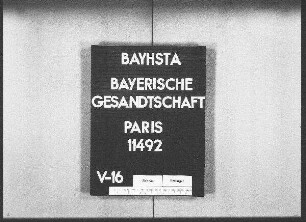 BAYHSTA
BAYERISCHE
GESANDTSCHAFT
PARIS
11492
V-16